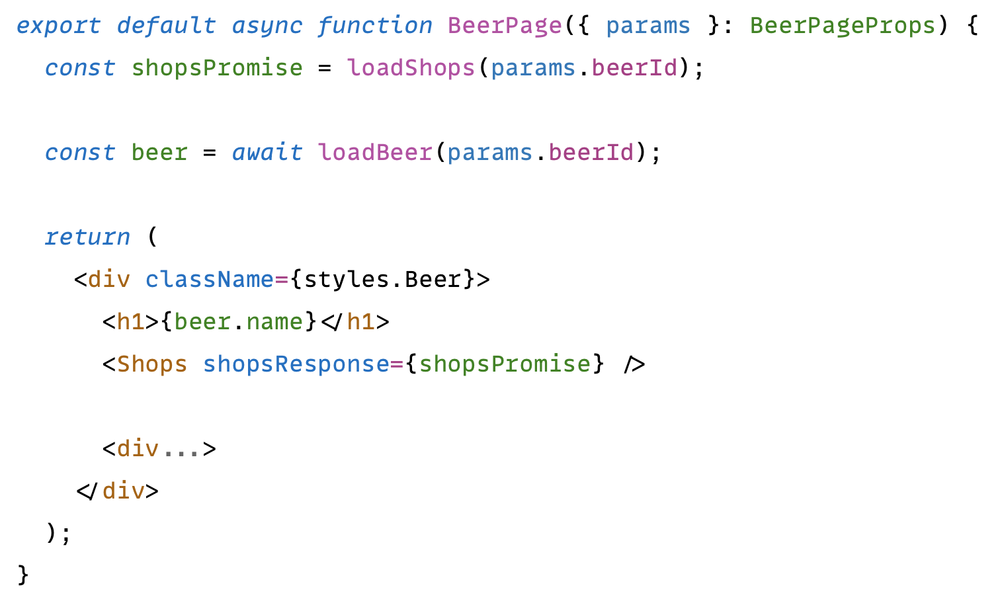 export default async function BeerPage({ params }: BeerPageProps) {
  const shopsPromise = loadShops(params.beerId);
  const beer = await loadBeer(params.beerId);
  return (
    <div className={styles.Beer}>
      <h1>{beer.name}</h1>
      <Shops shopsResponse={shopsPromise} />
      <div...>
    </div>
  );
}